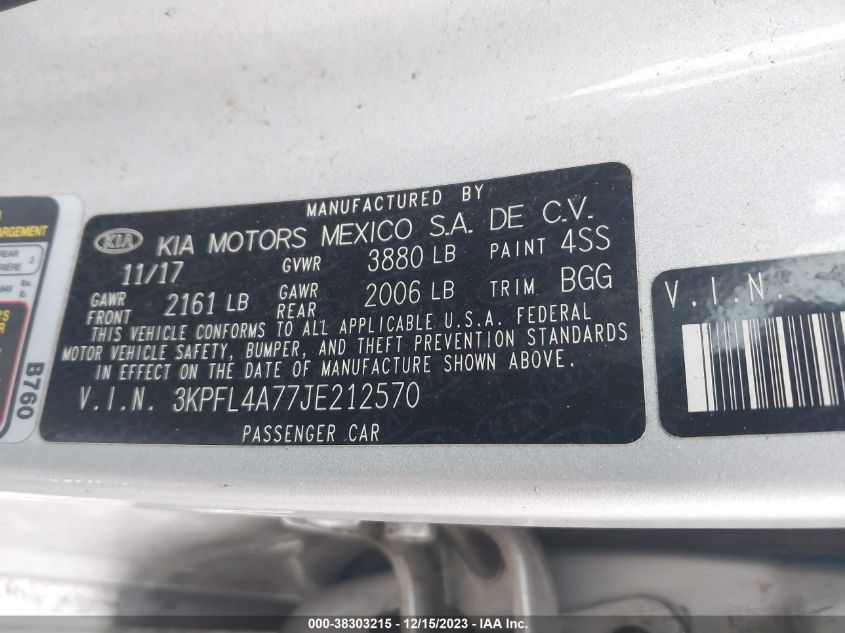 MANUFACTURED BY
KIA KIA MOTORS MEXICO S.A. DE C.V.
11/17 GVWR 3880 LB PAINT 4SS
GAWR FRONT 2161 LB GAWR REAR 2006 LB TRIM BGG
THIS VEHICLE CONFORMS TO ALL APPLICABLE U.S.A. FEDERAL
MOTOR VEHICLE SAFETY, BUMPER, AND THEFT PREVENTION STANDARDS
IN EFFECT ON THE DATE OF MANUFACTURE SHOWN ABOVE.
V.I.N. 3KPFL4A77JE212570
PASSENGER CAR
V.I.N.
B760
000-38303215 - 12/15/2023 - © IAA Inc.